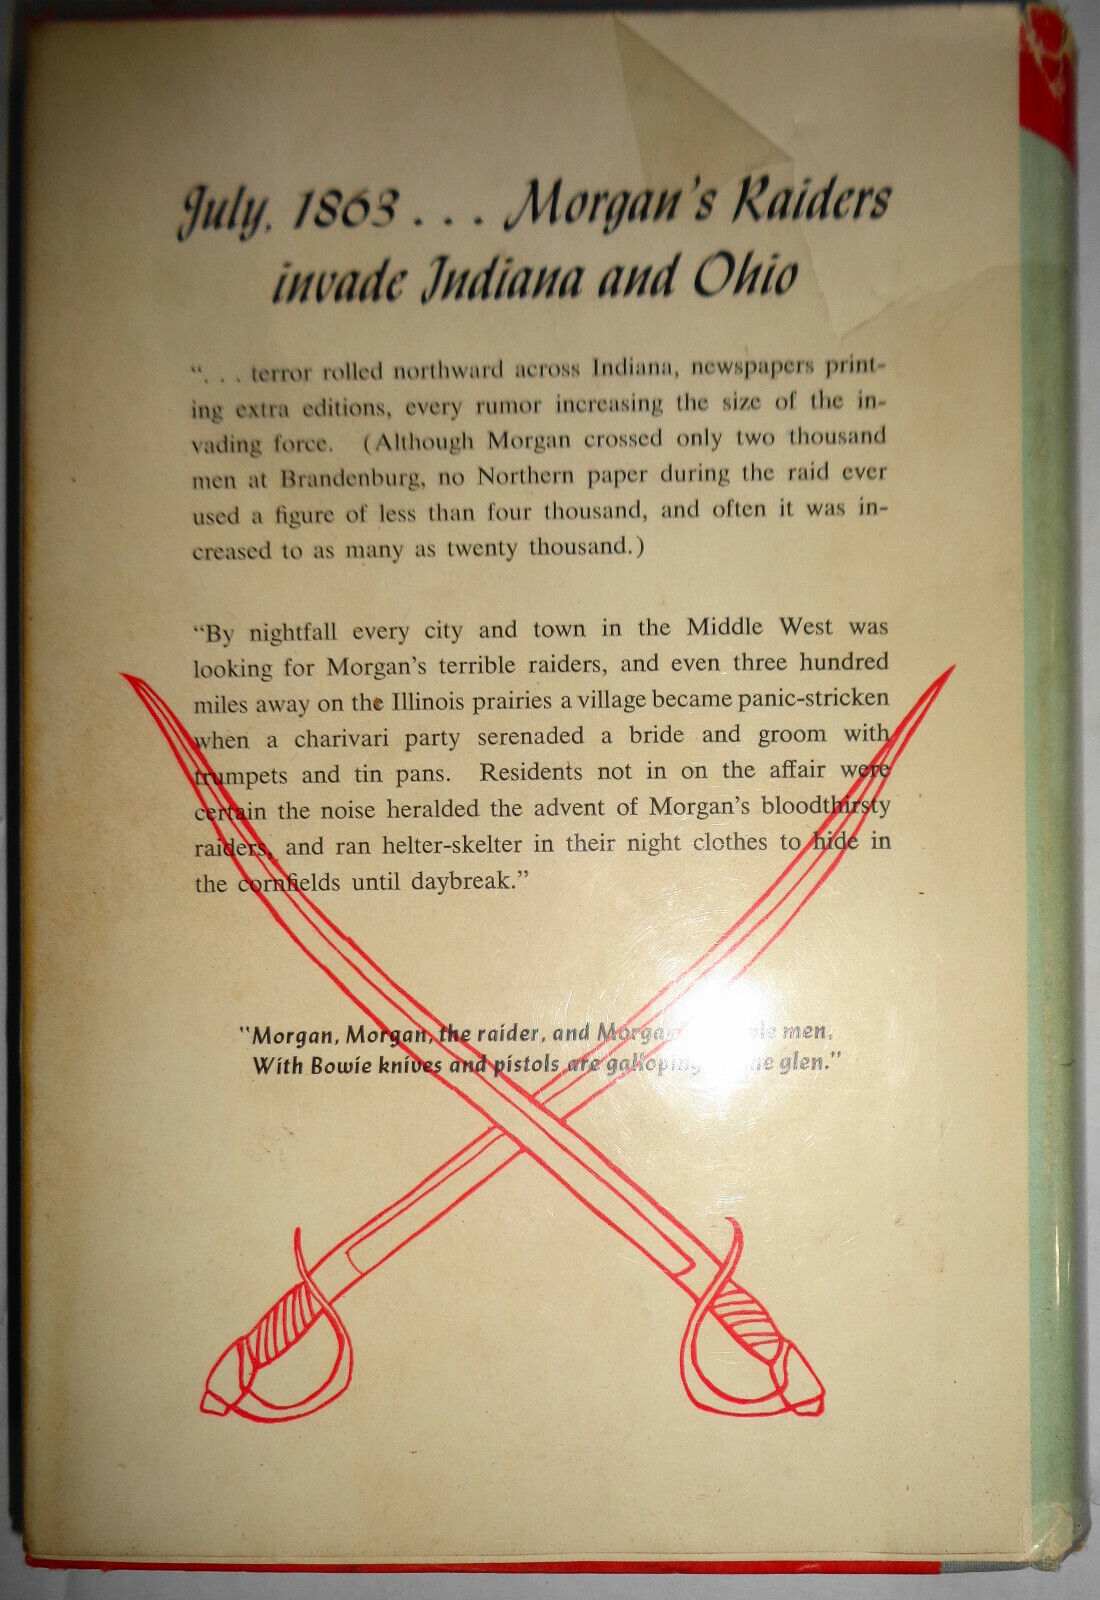 July, 1863 . . . Morgan's Raiders
invade Indiana and Ohio
“. . . terror rolled northward across Indiana, newspapers print-
ing extra editions, every rumor increasing the size of the in-
vading force. (Although Morgan crossed only two thousand
men at Brandenburg, no Northern paper during the raid ever
used a figure of less than four thousand, and often it was in-
creased to as many as twenty thousand.)
“By nightfall every city and town in the Middle West was
looking for Morgan's terrible raiders, and even three hundred
miles away on the Illinois prairies a village became panic-stricken
when a charivari party serenaded a bride and groom with
trumpets and tin pans. Residents not in on the affair were
certain the noise heralded the advent of Morgan's bloodthirsty
raiders, and ran helter-skelter in their night clothes to hide in
the cornfields until daybreak.”
"Morgan, Morgan, the raider, and men,
With Bowie knives and pistols are galloping glen."